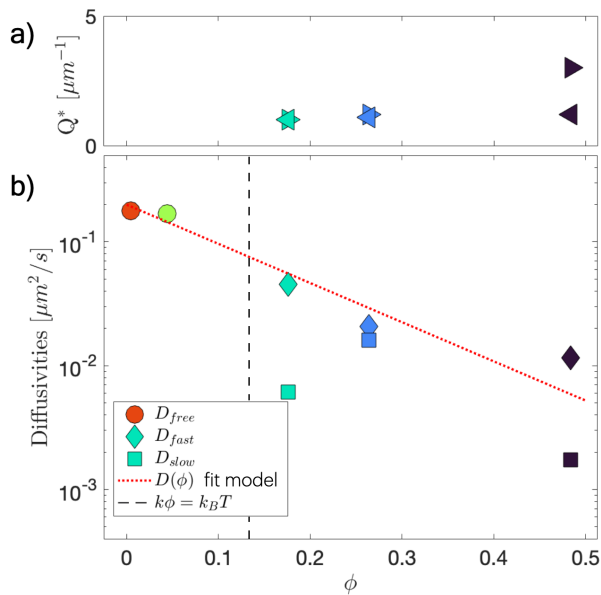 a)
Q* [μm⁻¹]
5
0
b)
Diffusivities [μm²/s]
10⁻¹
10⁻²
10⁻³
D_free
D_fast
D_slow
D(ϕ) fit model
kϕ = k_BT
0 0.1 0.2 0.3 0.4 0.5
ϕ